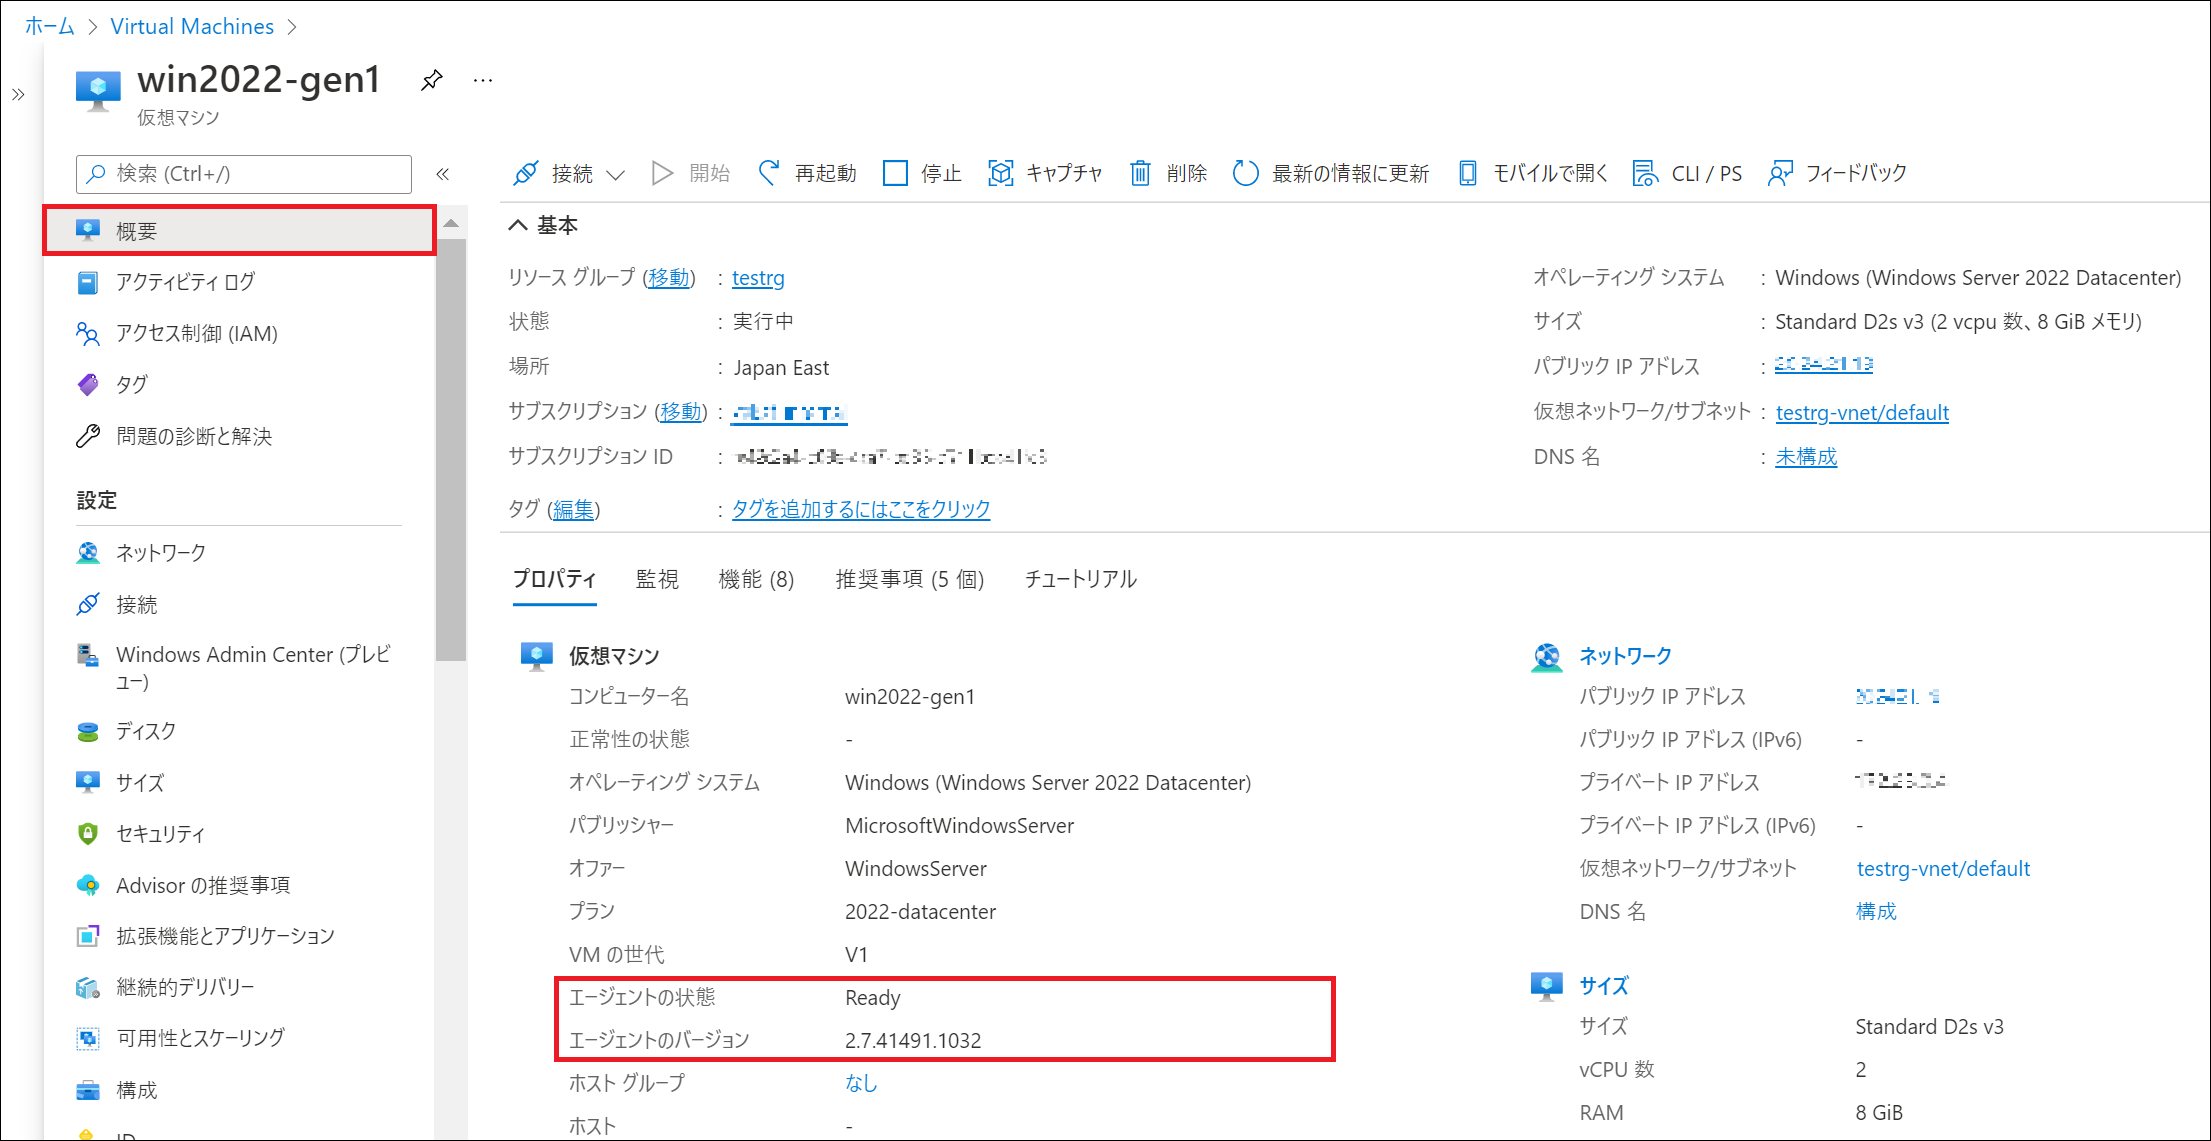 ホーム > Virtual Machines >
win2022-gen1
仮想マシン
検索 (Ctrl+/)
概要
アクティビティ ログ
アクセス制御 (IAM)
タグ
問題の診断と解決
設定
ネットワーク
接続
Windows Admin Center (プレビ
ュー)
ディスク
サイズ
セキュリティ
Advisor の推奨事項
拡張機能とアプリケーション
継続的デリバリー
可用性とスケーリング
構成
ID
接続 開始 再起動 停止 キャプチャ 削除 最新の情報に更新 モバイルで開く CLI / PS フィードバック
基本
リソース グループ (移動) : testrg
状態 : 実行中
場所 : Japan East
サブスクリプション (移動) :
サブスクリプション ID :
タグ (編集) : タグを追加するにはここをクリック
オペレーティング システム : Windows (Windows Server 2022 Datacenter)
サイズ : Standard D2s v3 (2 vcpu 数、8 GiB メモリ)
パブリック IP アドレス :
仮想ネットワーク/サブネット : testrg-vnet/default
DNS 名 : 未構成
プロパティ 監視 機能 (8) 推奨事項 (5 個) チュートリアル
仮想マシン
コンピューター名 win2022-gen1
正常性の状態 -
オペレーティング システム Windows (Windows Server 2022 Datacenter)
パブリッシャー MicrosoftWindowsServer
オファー WindowsServer
プラン 2022-datacenter
VM の世代 V1
エージェントの状態 Ready
エージェントのバージョン 2.7.41491.1032
ホスト グループ なし
ホスト -
ネットワーク
パブリック IP アドレス
パブリック IP アドレス (IPv6) -
プライベート IP アドレス
プライベート IP アドレス (IPv6) -
仮想ネットワーク/サブネット testrg-vnet/default
DNS 名 構成
サイズ
サイズ Standard D2s v3
vCPU 数 2
RAM 8 GiB